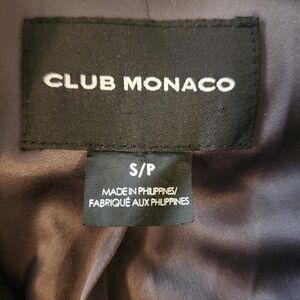 CLUB MONACO
S/P
MADE IN PHILIPPINES/
FABRIQUÉ AUX PHILIPPINES